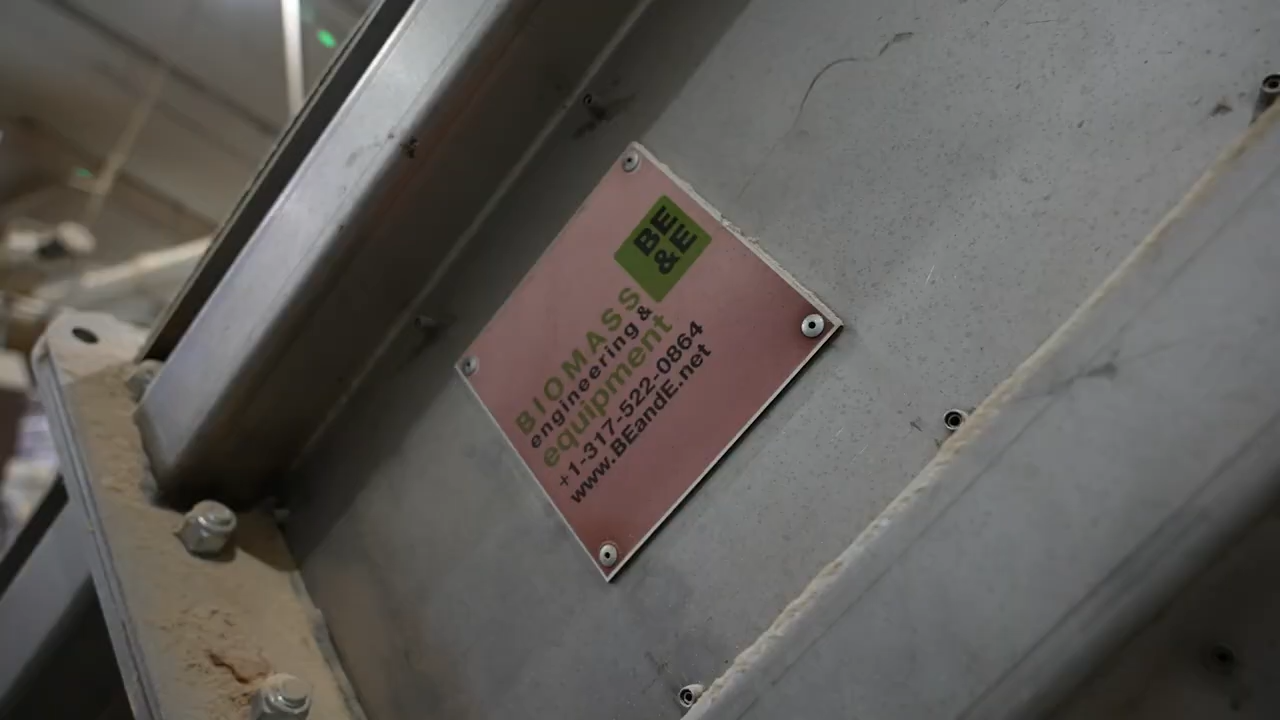 BE
&E
BIOMASS
engineering &
equipment
+1-317-522-0864
www.BEandE.net